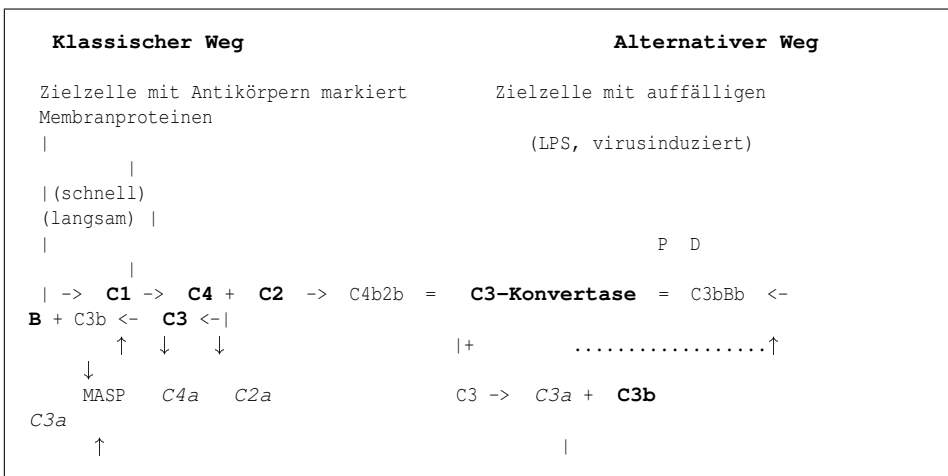 Klassischer Weg Alternativer Weg
Zielzelle mit Antikörpern markiert Zielzelle mit auffälligen
Membranproteinen
| (LPS, virusinduziert)
|
|(schnell)
(langsam) |
| P D
|
| -> C1 -> C4 + C2 -> C4b2b = C3-Konvertase = C3bBb <-
B + C3b <- C3 <-|
↑ ↓ ↓ |+ ..................↑
↓
MASP C4a C2a C3 -> C3a + C3b
C3a
↑ |